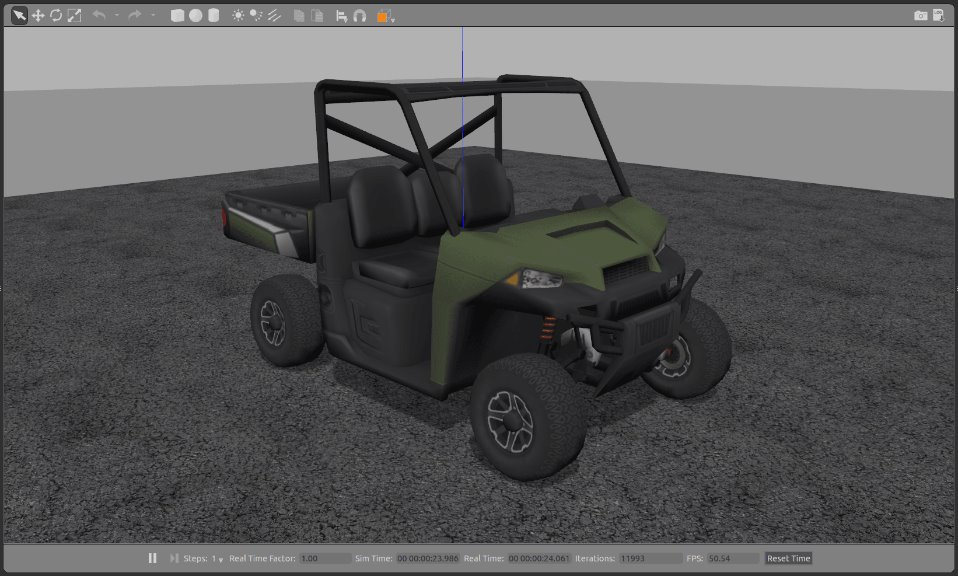 LOG
Steps: 1 Real Time Factor: 1.00 Sim Time: 00 00:00:23.986 Real Time: 00 00:00:24.061 Iterations: 11993 FPS: 50.54 Reset Time